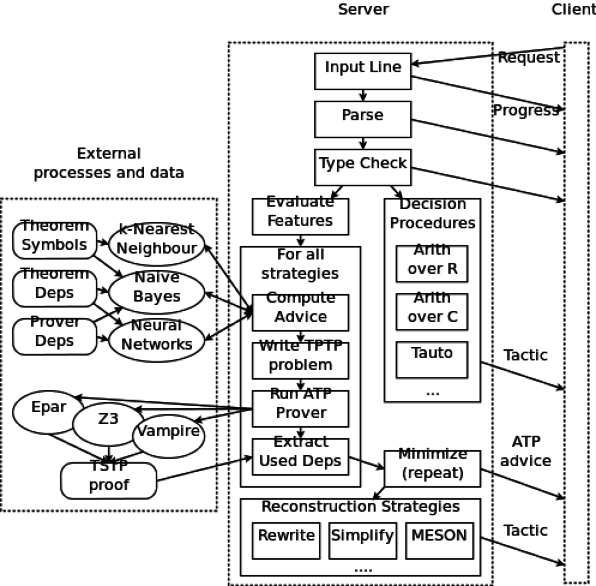 Server
Client
Input Line
Request
Parse
Progress
Type Check
External
processes and data
Evaluate
Features
Decision
Procedures
Theorem
Symbols
k-Nearest
Neighbour
For all
strategies
Arith
over R
Theorem
Deps
Naive
Bayes
Compute
Advice
Arith
over C
Prover
Deps
Neural
Networks
Write TPTP
problem
Tauto
Tactic
...
Epar
Z3
Vampire
Run ATP
Prover
Extract
Used Deps
Minimize
(repeat)
ATP
advice
TSTP
proof
Reconstruction Strategies
Rewrite
Simplify
MESON
Tactic
....